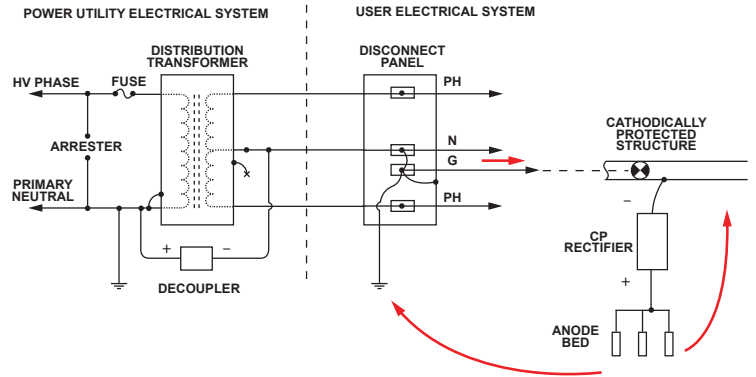 POWER UTILITY ELECTRICAL SYSTEM
USER ELECTRICAL SYSTEM
DISTRIBUTION
TRANSFORMER
DISCONNECT
PANEL
HV PHASE
FUSE
PH
ARRESTER
CATHODICALLY
PROTECTED
STRUCTURE
N
G
PRIMARY
NEUTRAL
PH
+
−
DECOUPLER
−
CP
RECTIFIER
+
ANODE
BED